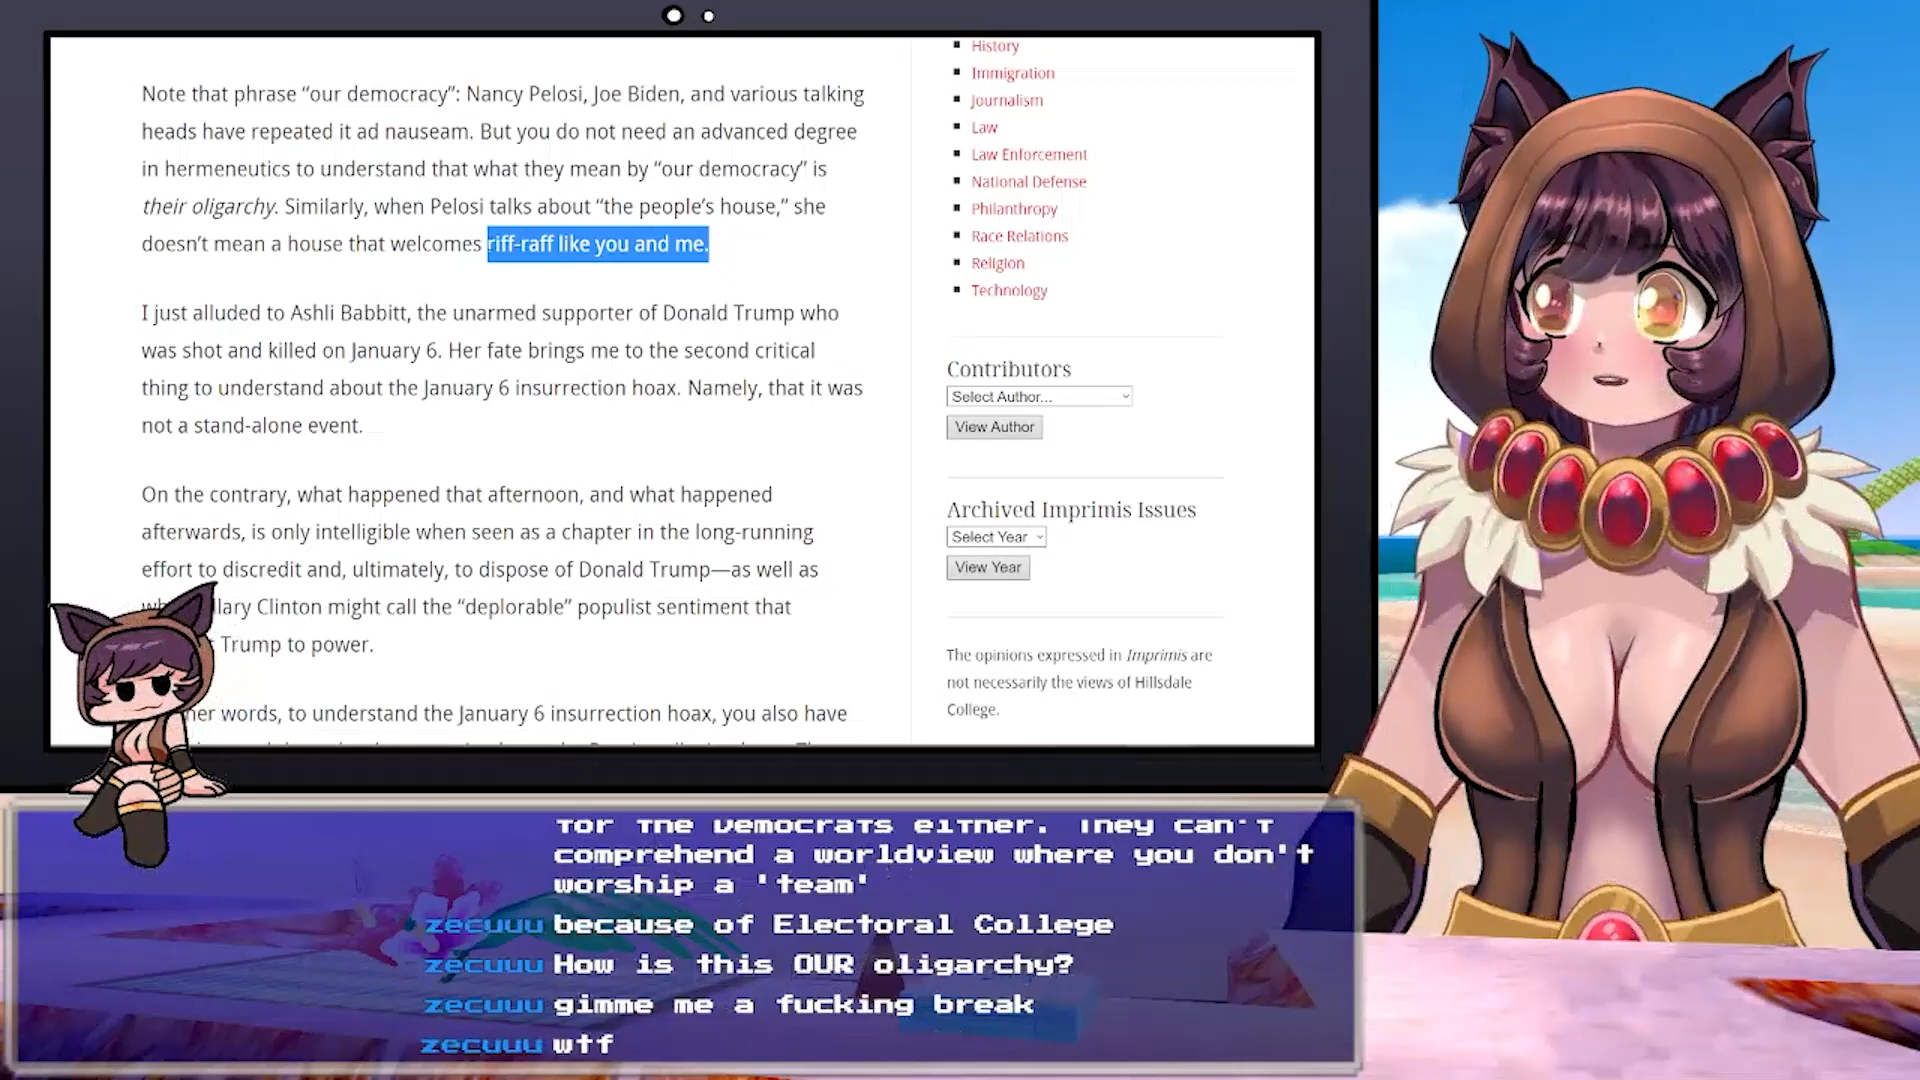 Note that phrase “our democracy”: Nancy Pelosi, Joe Biden, and various talking
heads have repeated it ad nauseam. But you do not need an advanced degree
in hermeneutics to understand that what they mean by “our democracy” is
their oligarchy. Similarly, when Pelosi talks about “the people’s house,” she
doesn’t mean a house that welcomes riff-raff like you and me.
I just alluded to Ashli Babbitt, the unarmed supporter of Donald Trump who
was shot and killed on January 6. Her fate brings me to the second critical
thing to understand about the January 6 insurrection hoax. Namely, that it was
not a stand-alone event.
On the contrary, what happened that afternoon, and what happened
afterwards, is only intelligible when seen as a chapter in the long-running
effort to discredit and, ultimately, to dispose of Donald Trump—as well as
lary Clinton might call the “deplorable” populist sentiment that
Trump to power.
her words, to understand the January 6 insurrection hoax, you also have
History
Immigration
Journalism
Law
Law Enforcement
National Defense
Philanthropy
Race Relations
Religion
Technology
Contributors
Select Author...
View Author
Archived Imprimis Issues
Select Year
View Year
The opinions expressed in Imprimis are
not necessarily the views of Hillsdale
College.
for the Democrats either. They can't
comprehend a worldview where you don't
worship a 'team'
zecuuu because of Electoral College
zecuuu How is this OUR oligarchy?
zecuuu gimme me a fucking break
zecuuu wtf